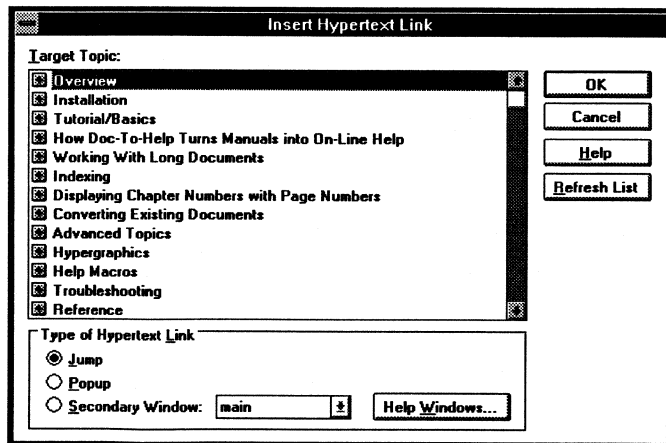 Insert Hypertext Link
Target Topic:
Overview
Installation
Tutorial/Basics
How Doc-To-Help Turns Manuals into On-Line Help
Working With Long Documents
Indexing
Displaying Chapter Numbers with Page Numbers
Converting Existing Documents
Advanced Topics
Hypergraphics
Help Macros
Troubleshooting
Reference
OK
Cancel
Help
Refresh List
Type of Hypertext Link
Jump
Popup
Secondary Window: main Help Windows...